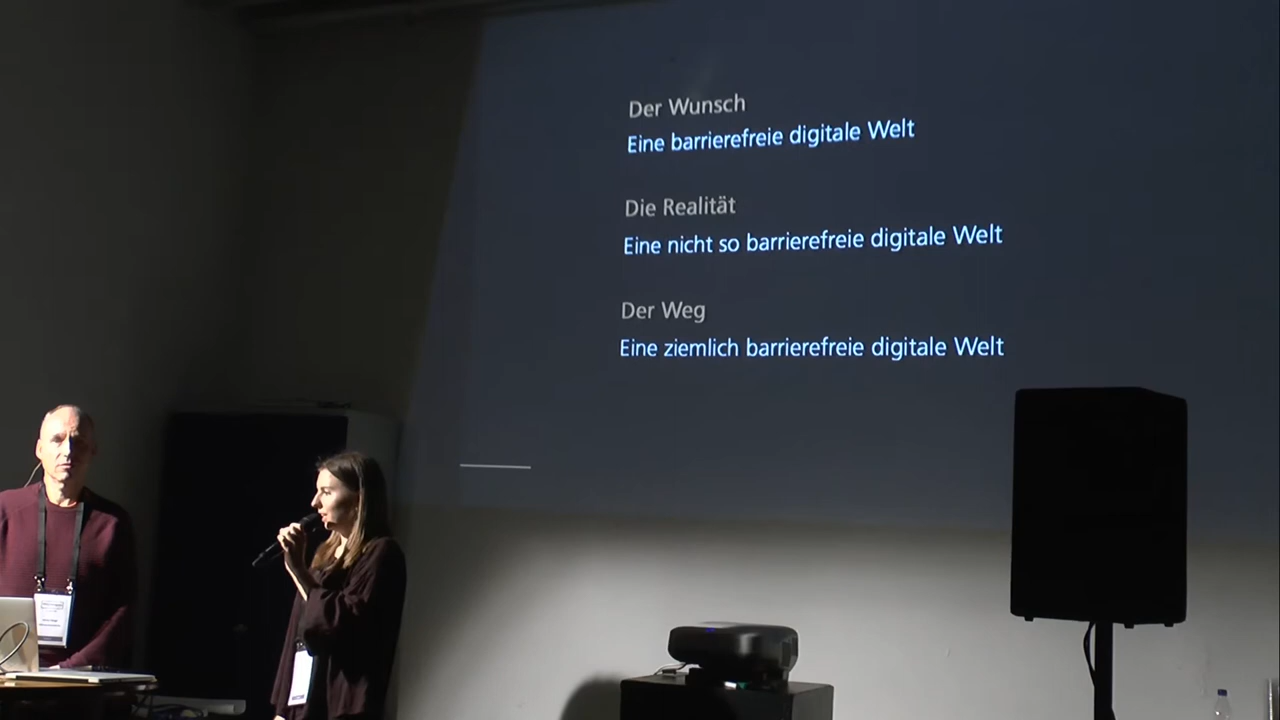 Der Wunsch
Eine barrierefreie digitale Welt
Die Realität
Eine nicht so barrierefreie digitale Welt
Der Weg
Eine ziemlich barrierefreie digitale Welt